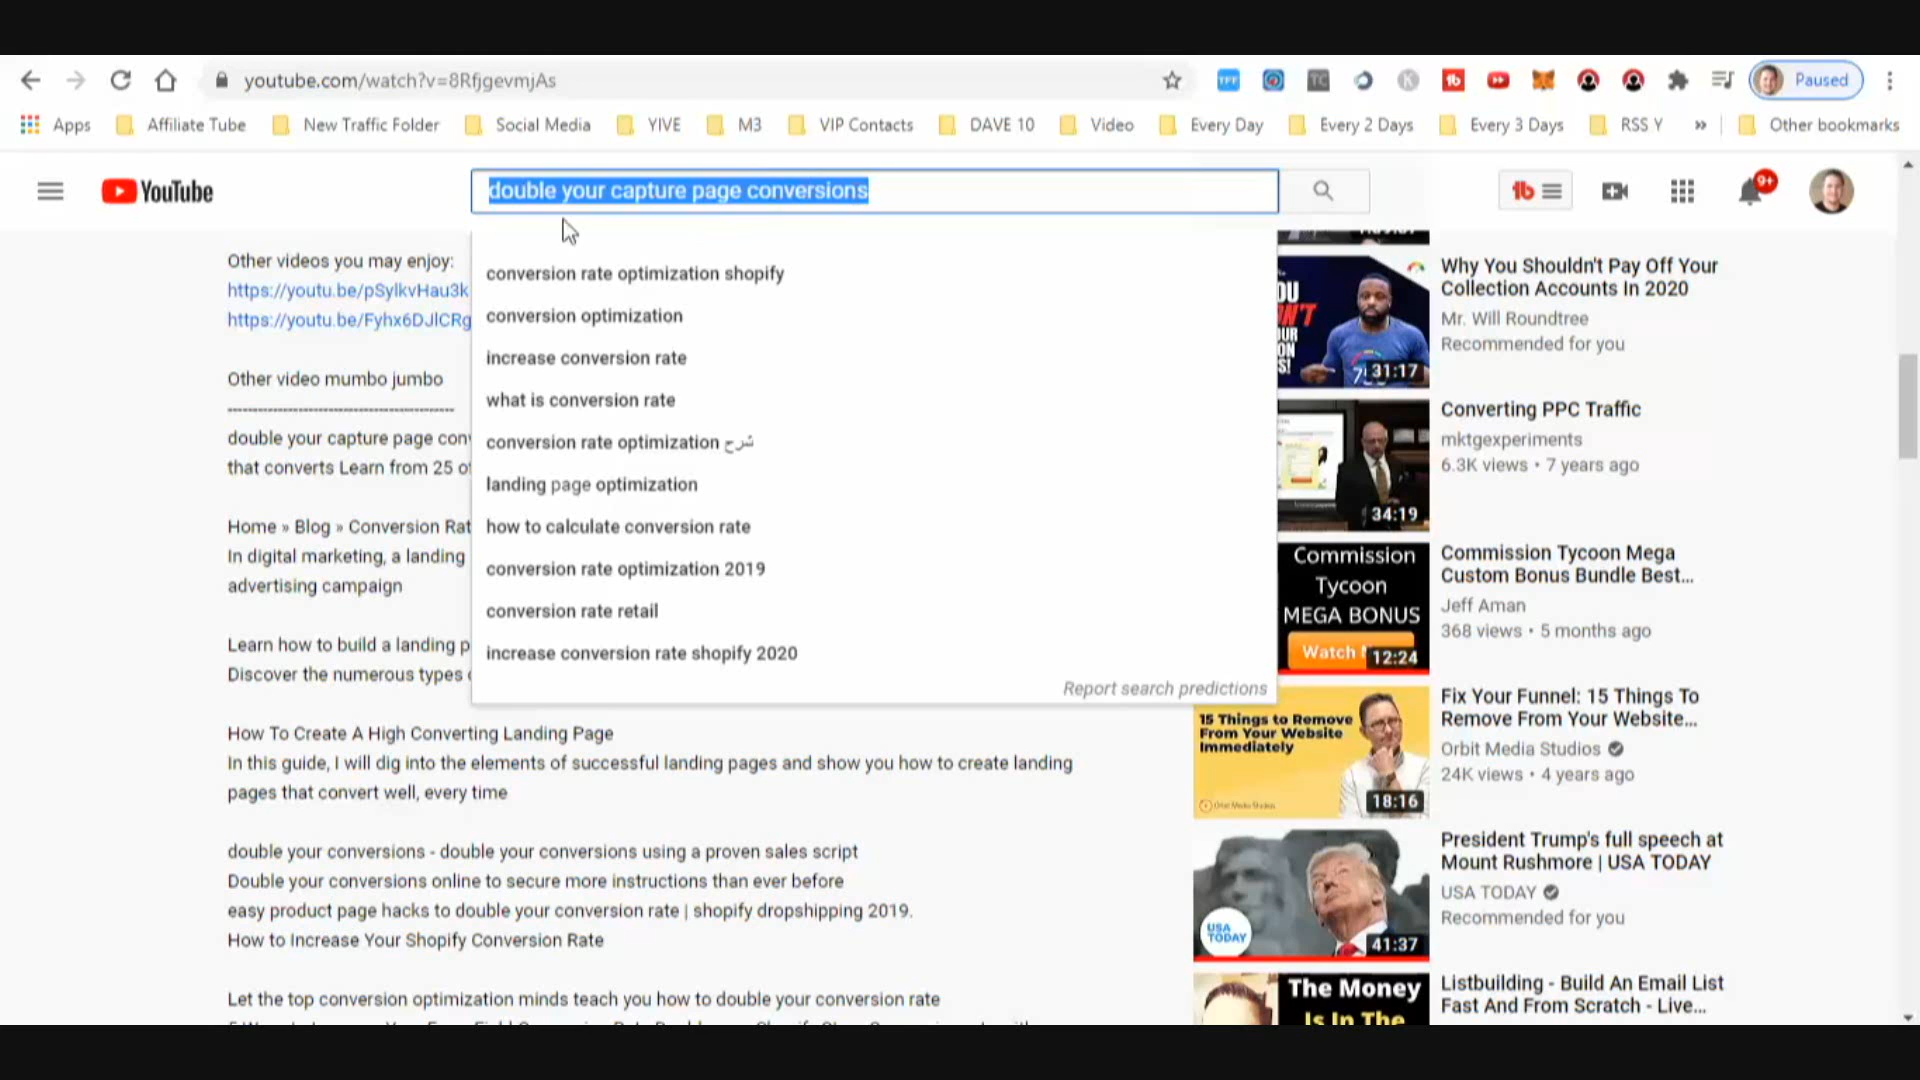 youtube.com/watch?v=8RfjgevmjAs
TC
K
Paused
Apps
Affiliate Tube
New Traffic Folder
Social Media
YIVE
M3
VIP Contacts
DAVE 10
Video
Every Day
Every 2 Days
Every 3 Days
RSS Y
»
Other bookmarks
YouTube
double your capture page conversions
9+
Other videos you may enjoy:
https://youtu.be/pSylkvHau3k
https://youtu.be/Fyhx6DJlCRg
Other video mumbo jumbo
double your capture page con
that converts Learn from 25 o
Home » Blog » Conversion Rat
In digital marketing, a landing
advertising campaign
Learn how to build a landing p
Discover the numerous types
How To Create A High Converting Landing Page
In this guide, I will dig into the elements of successful landing pages and show you how to create landing
pages that convert well, every time
double your conversions - double your conversions using a proven sales script
Double your conversions online to secure more instructions than ever before
easy product page hacks to double your conversion rate | shopify dropshipping 2019.
How to Increase Your Shopify Conversion Rate
Let the top conversion optimization minds teach you how to double your conversion rate
conversion rate optimization shopify
conversion optimization
increase conversion rate
what is conversion rate
conversion rate optimization شرح
landing page optimization
how to calculate conversion rate
conversion rate optimization 2019
conversion rate retail
increase conversion rate shopify 2020
Report search predictions
31:17
Why You Shouldn't Pay Off Your
Collection Accounts In 2020
Mr. Will Roundtree
Recommended for you
34:19
Converting PPC Traffic
mktgexperiments
6.3K views • 7 years ago
Commission
Tycoon
MEGA BONUS
Watch
12:24
Commission Tycoon Mega
Custom Bonus Bundle Best...
Jeff Aman
368 views • 5 months ago
15 Things to Remove
From Your Website
Immediately
Orbit Media Studios
18:16
Fix Your Funnel: 15 Things To
Remove From Your Website...
Orbit Media Studios
24K views • 4 years ago
USA
TODAY
41:37
President Trump's full speech at
Mount Rushmore | USA TODAY
USA TODAY
Recommended for you
The Money
Is In The
Listbuilding - Build An Email List
Fast And From Scratch - Live...